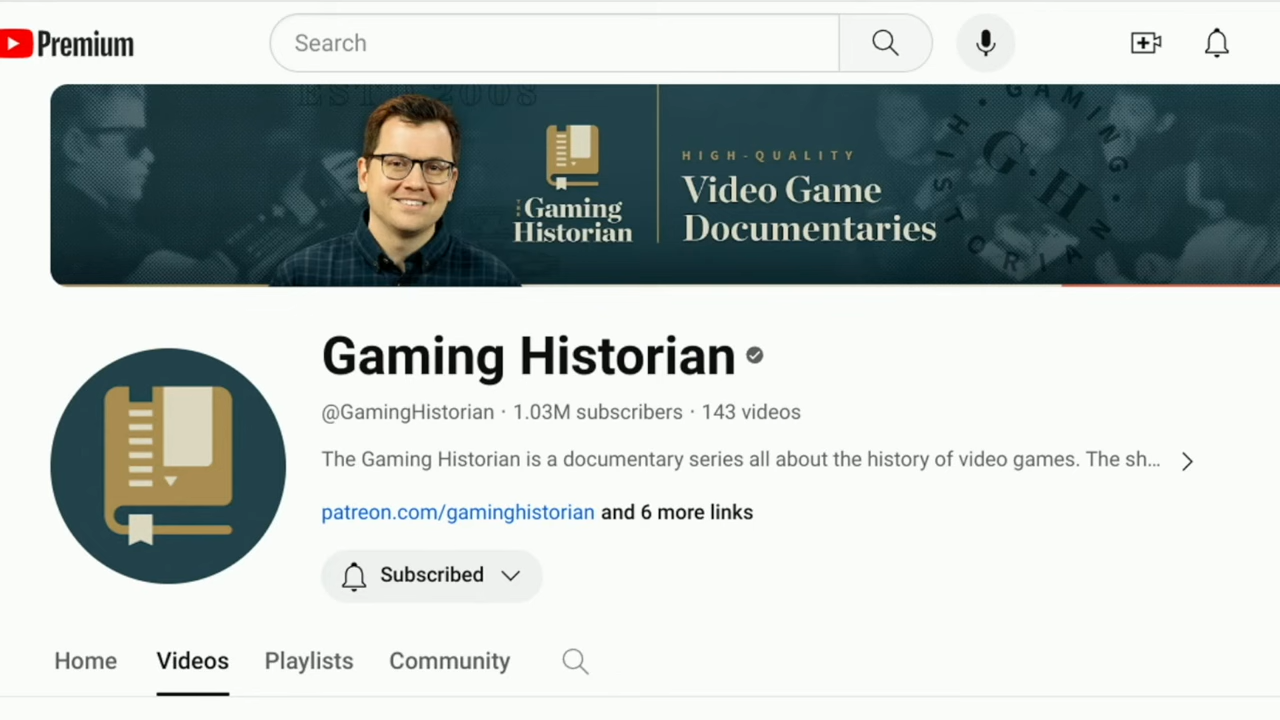 Premium
Search
ESTD 2008
HIGH-QUALITY
THE
Gaming
Historian
Video Game
Documentaries
GAMING
G.H
HISTORIAN
Gaming Historian
@GamingHistorian · 1.03M subscribers · 143 videos
The Gaming Historian is a documentary series all about the history of video games. The sh...
patreon.com/gaminghistorian and 6 more links
Subscribed
Home Videos Playlists Community